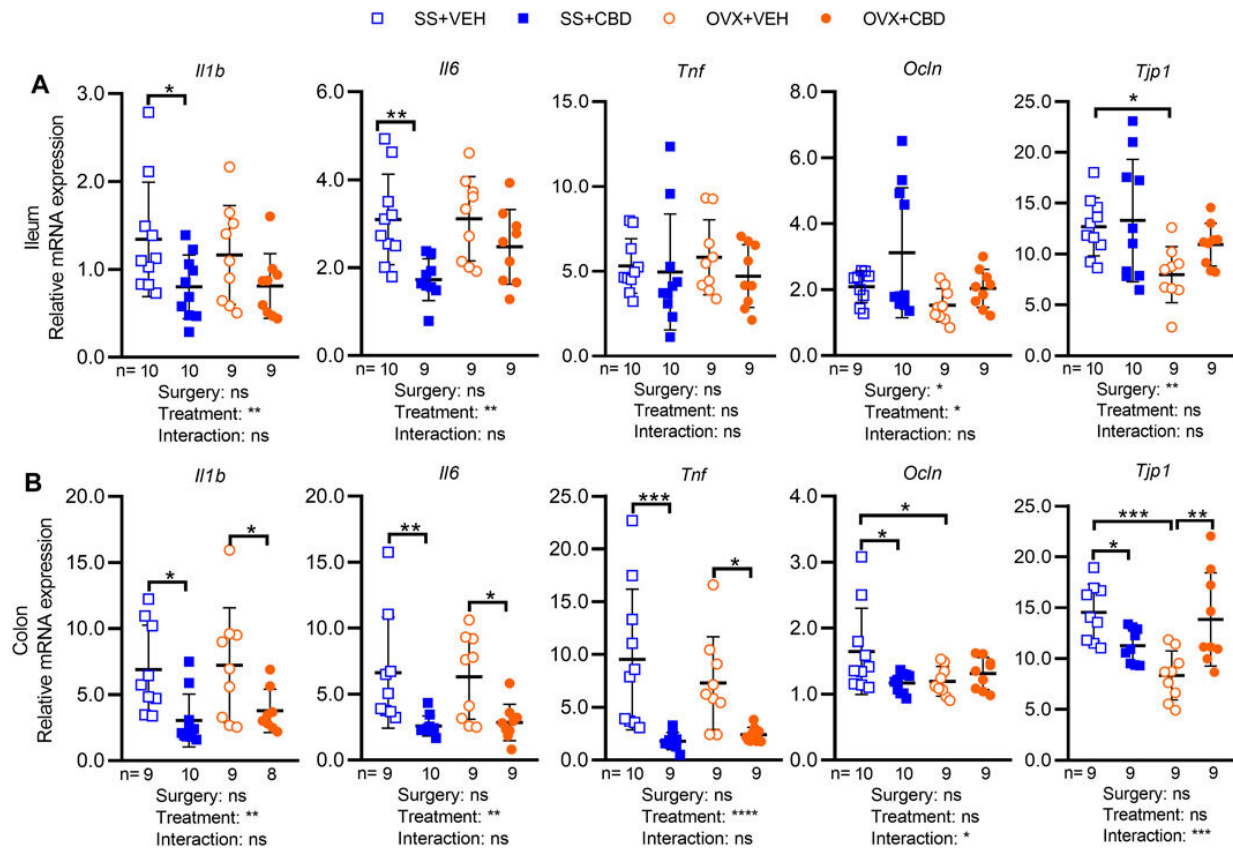 SS+VEH SS+CBD OVX+VEH OVX+CBD
A
Ileum
Relative mRNA expression
Il1b
3.0
2.0
1.0
0.0
*
n= 10 10 9 9
Surgery: ns
Treatment: **
Interaction: ns
Il6
6.0
4.0
2.0
0.0
**
n= 10 9 9 9
Surgery: ns
Treatment: **
Interaction: ns
Tnf
15.0
10.0
5.0
0.0
n= 10 10 9 9
Surgery: ns
Treatment: ns
Interaction: ns
Ocln
8.0
6.0
4.0
2.0
0.0
n= 9 10 9 9
Surgery: *
Treatment: *
Interaction: ns
Tjp1
25.0
20.0
15.0
10.0
5.0
0.0
*
n= 10 10 9 9
Surgery: **
Treatment: ns
Interaction: ns
B
Colon
Relative mRNA expression
Il1b
20.0
15.0
10.0
5.0
0.0
*
*
n= 9 10 9 8
Surgery: ns
Treatment: **
Interaction: ns
Il6
20.0
15.0
10.0
5.0
0.0
**
*
n= 9 10 9 9
Surgery: ns
Treatment: **
Interaction: ns
Tnf
25.0
20.0
15.0
10.0
5.0
0.0
***
*
n= 10 9 9 9
Surgery: ns
Treatment: ****
Interaction: ns
Ocln
4.0
3.0
2.0
1.0
0.0
*
*
n= 10 10 9 9
Surgery: ns
Treatment: ns
Interaction: *
Tjp1
25.0
20.0
15.0
10.0
5.0
0.0
***
**
*
n= 9 9 9 9
Surgery: ns
Treatment: ns
Interaction: ***